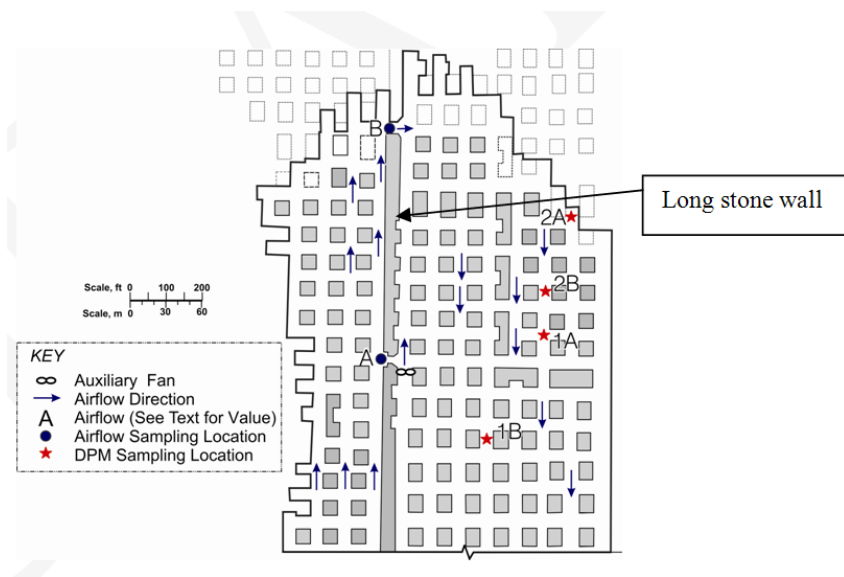 B
Long stone wall
2A
2B
1A
A
1B
Scale, ft 0 100 200
Scale, m 0 30 60
KEY
Auxiliary Fan
Airflow Direction
A Airflow (See Text for Value)
Airflow Sampling Location
DPM Sampling Location